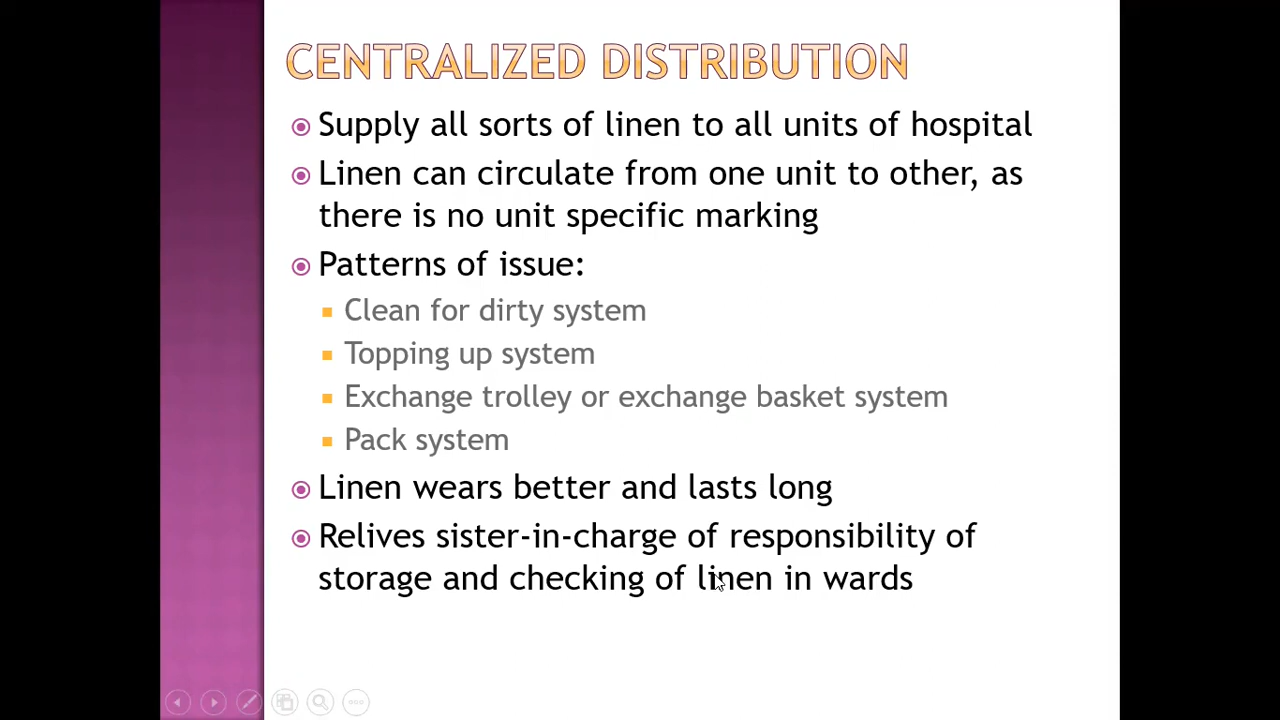 CENTRALIZED DISTRIBUTION
Supply all sorts of linen to all units of hospital
Linen can circulate from one unit to other, as
there is no unit specific marking
Patterns of issue:
Clean for dirty system
Topping up system
Exchange trolley or exchange basket system
Pack system
Linen wears better and lasts long
Relives sister-in-charge of responsibility of
storage and checking of linen in wards